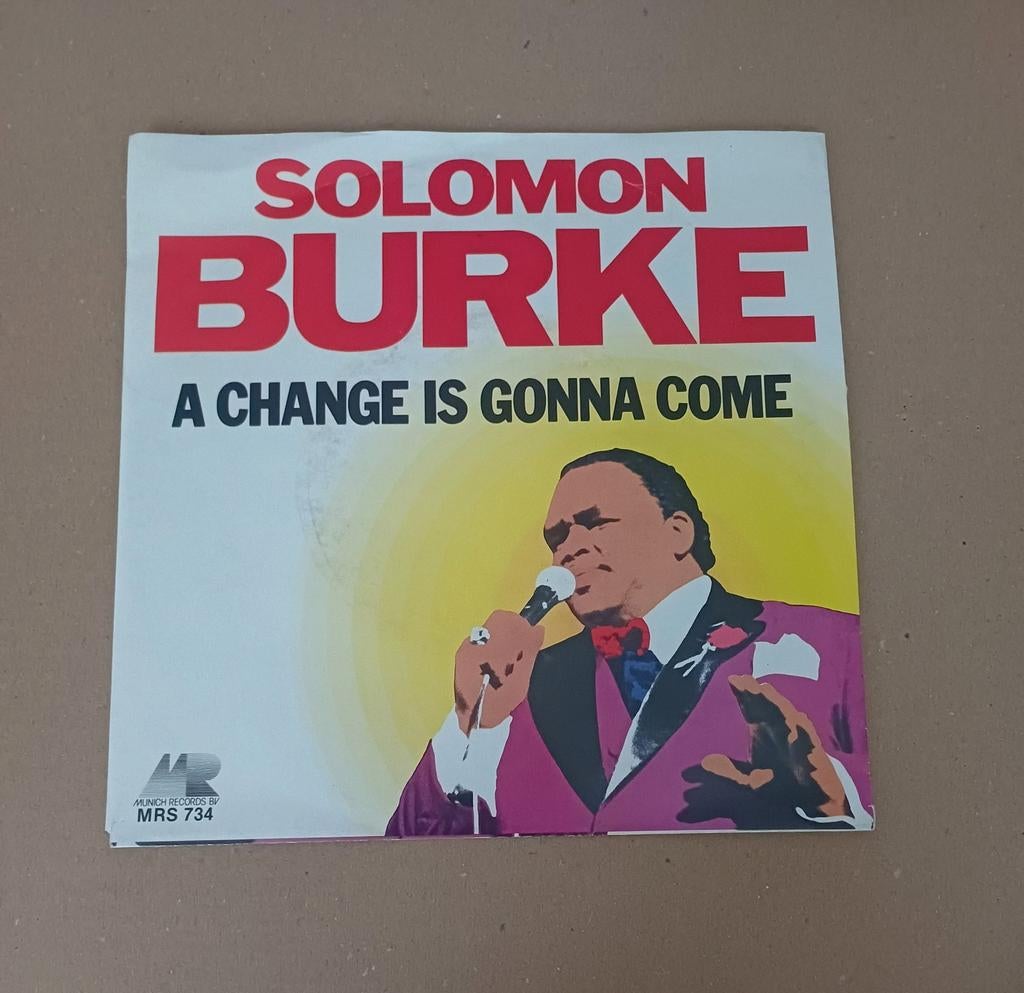 SOLOMON
BURKE
A CHANGE IS GONNA COME
MR
MUNICH RECORDS BV
MRS 734